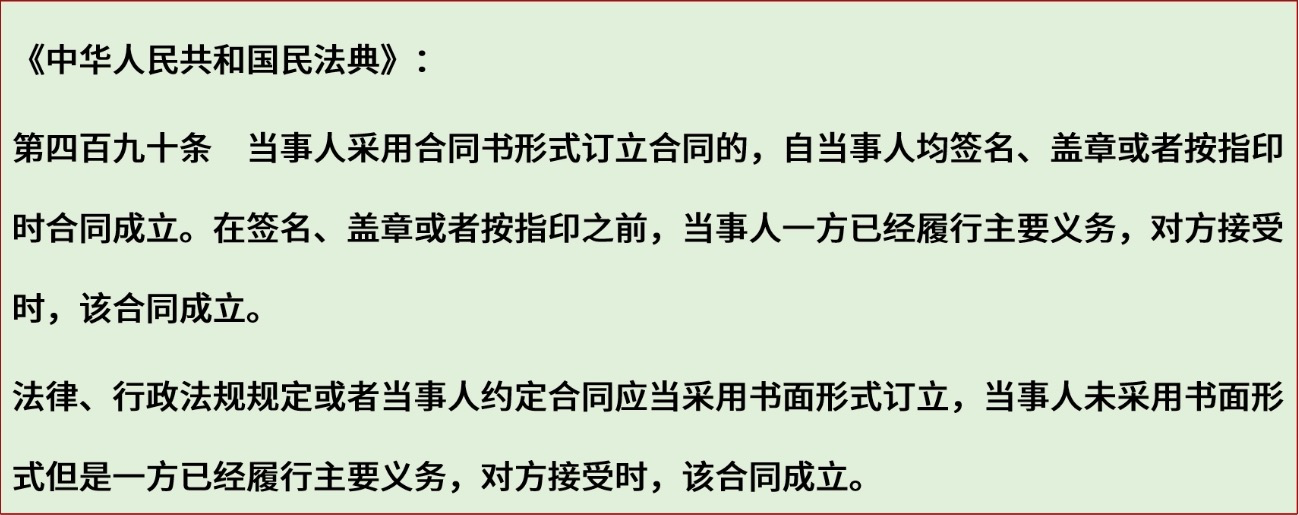 《中华人民共和国民法典》：
第四百九十条　当事人采用合同书形式订立合同的，自当事人均签名、盖章或者按指印
时合同成立。在签名、盖章或者按指印之前，当事人一方已经履行主要义务，对方接受
时，该合同成立。
法律、行政法规规定或者当事人约定合同应当采用书面形式订立，当事人未采用书面形
式但是一方已经履行主要义务，对方接受时，该合同成立。